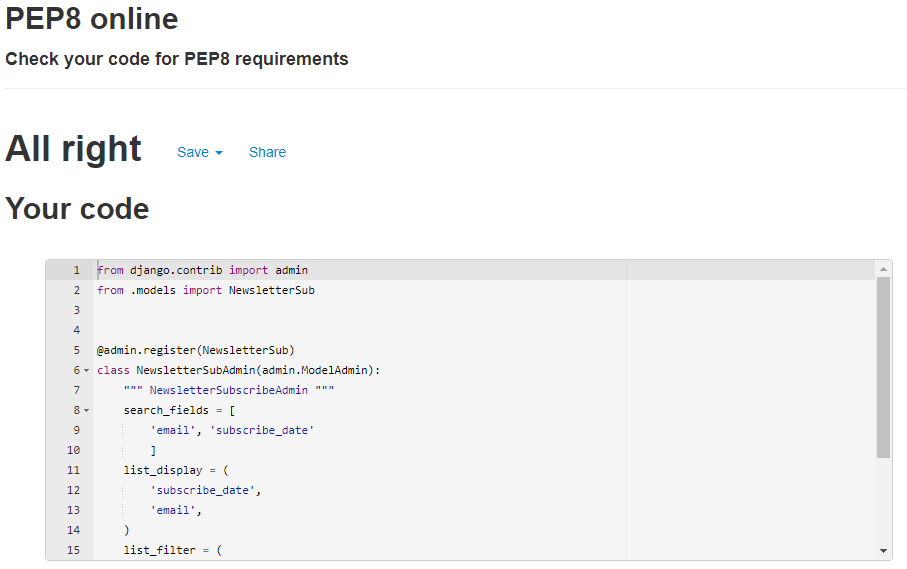 PEP8 online
Check your code for PEP8 requirements
All right Save Share
Your code
1 from django.contrib import admin
2 from .models import NewsletterSub
3
4
5 @admin.register(NewsletterSub)
6 class NewsletterSubAdmin(admin.ModelAdmin):
7     """ NewsletterSubscribeAdmin """
8     search_fields = [
9         'email', 'subscribe_date'
10         ]
11     list_display = (
12         'subscribe_date',
13         'email',
14     )
15     list_filter = (